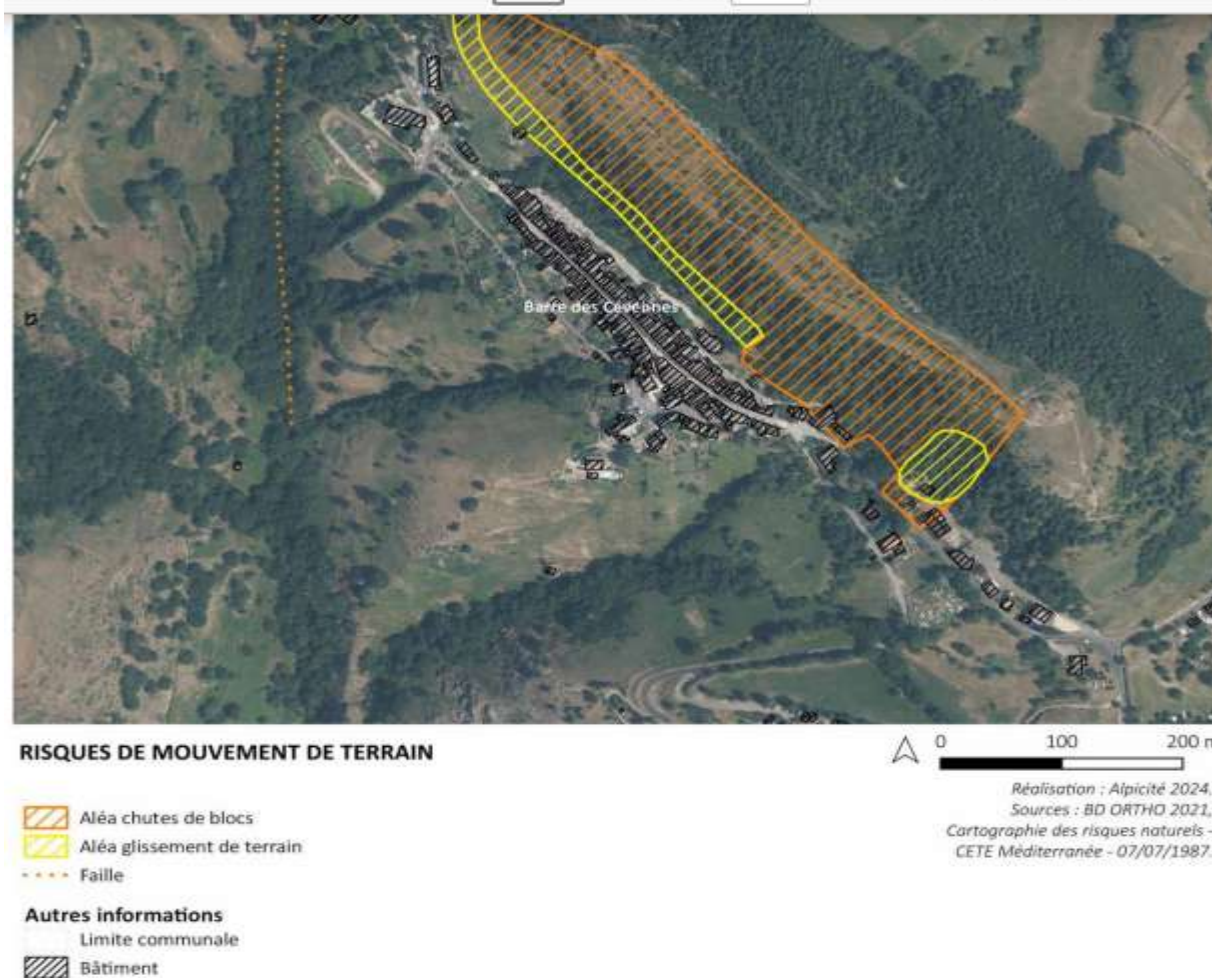 Barre des Cévennes
RISQUES DE MOUVEMENT DE TERRAIN
0 100 200 m
Réalisation : Alpicité 2024.
Sources : BD ORTHO 2021,
Cartographie des risques naturels -
CETE Méditerranée - 07/07/1987.
Aléa chutes de blocs
Aléa glissement de terrain
Faille
Autres informations
Limite communale
Bâtiment